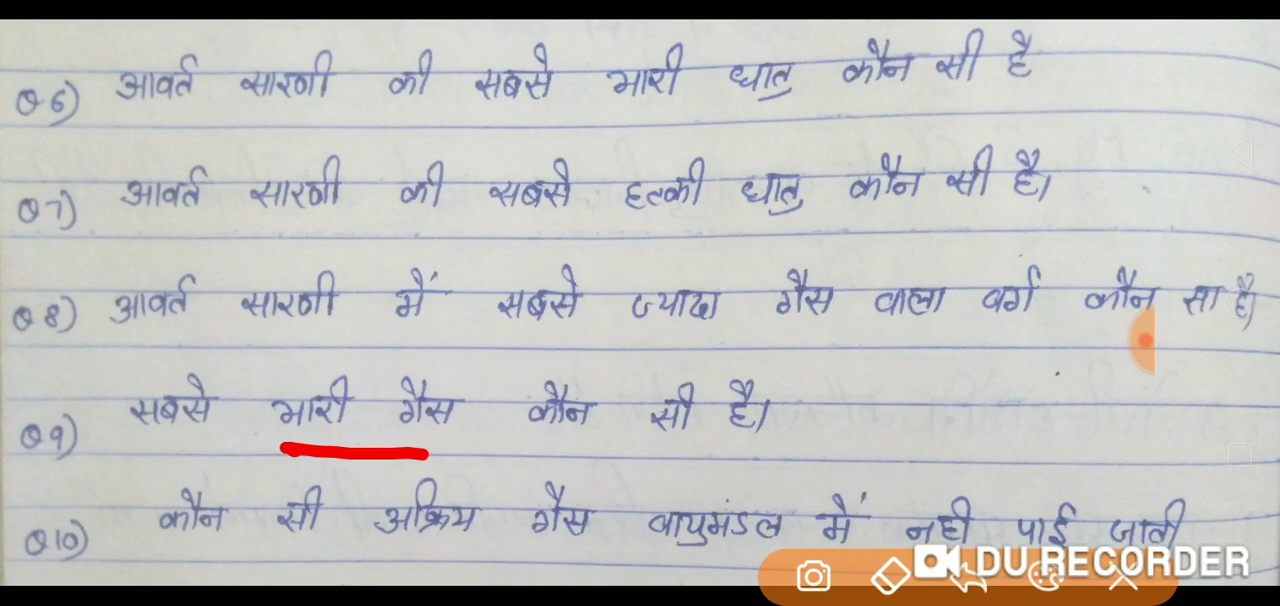 Q6) आवर्त सारणी की सबसे भारी धातु कौन सी है
Q7) आवर्त सारणी की सबसे हल्की धातु कौन सी है।
Q8) आवर्त सारणी में सबसे ज्यादा गैस वाला वर्ग कौन सा है।
Q9) सबसे भारी गैस कौन सी है।
Q10) कौन सी अक्रिय गैस वायुमंडल में नही पाई जाती
DU RECORDER